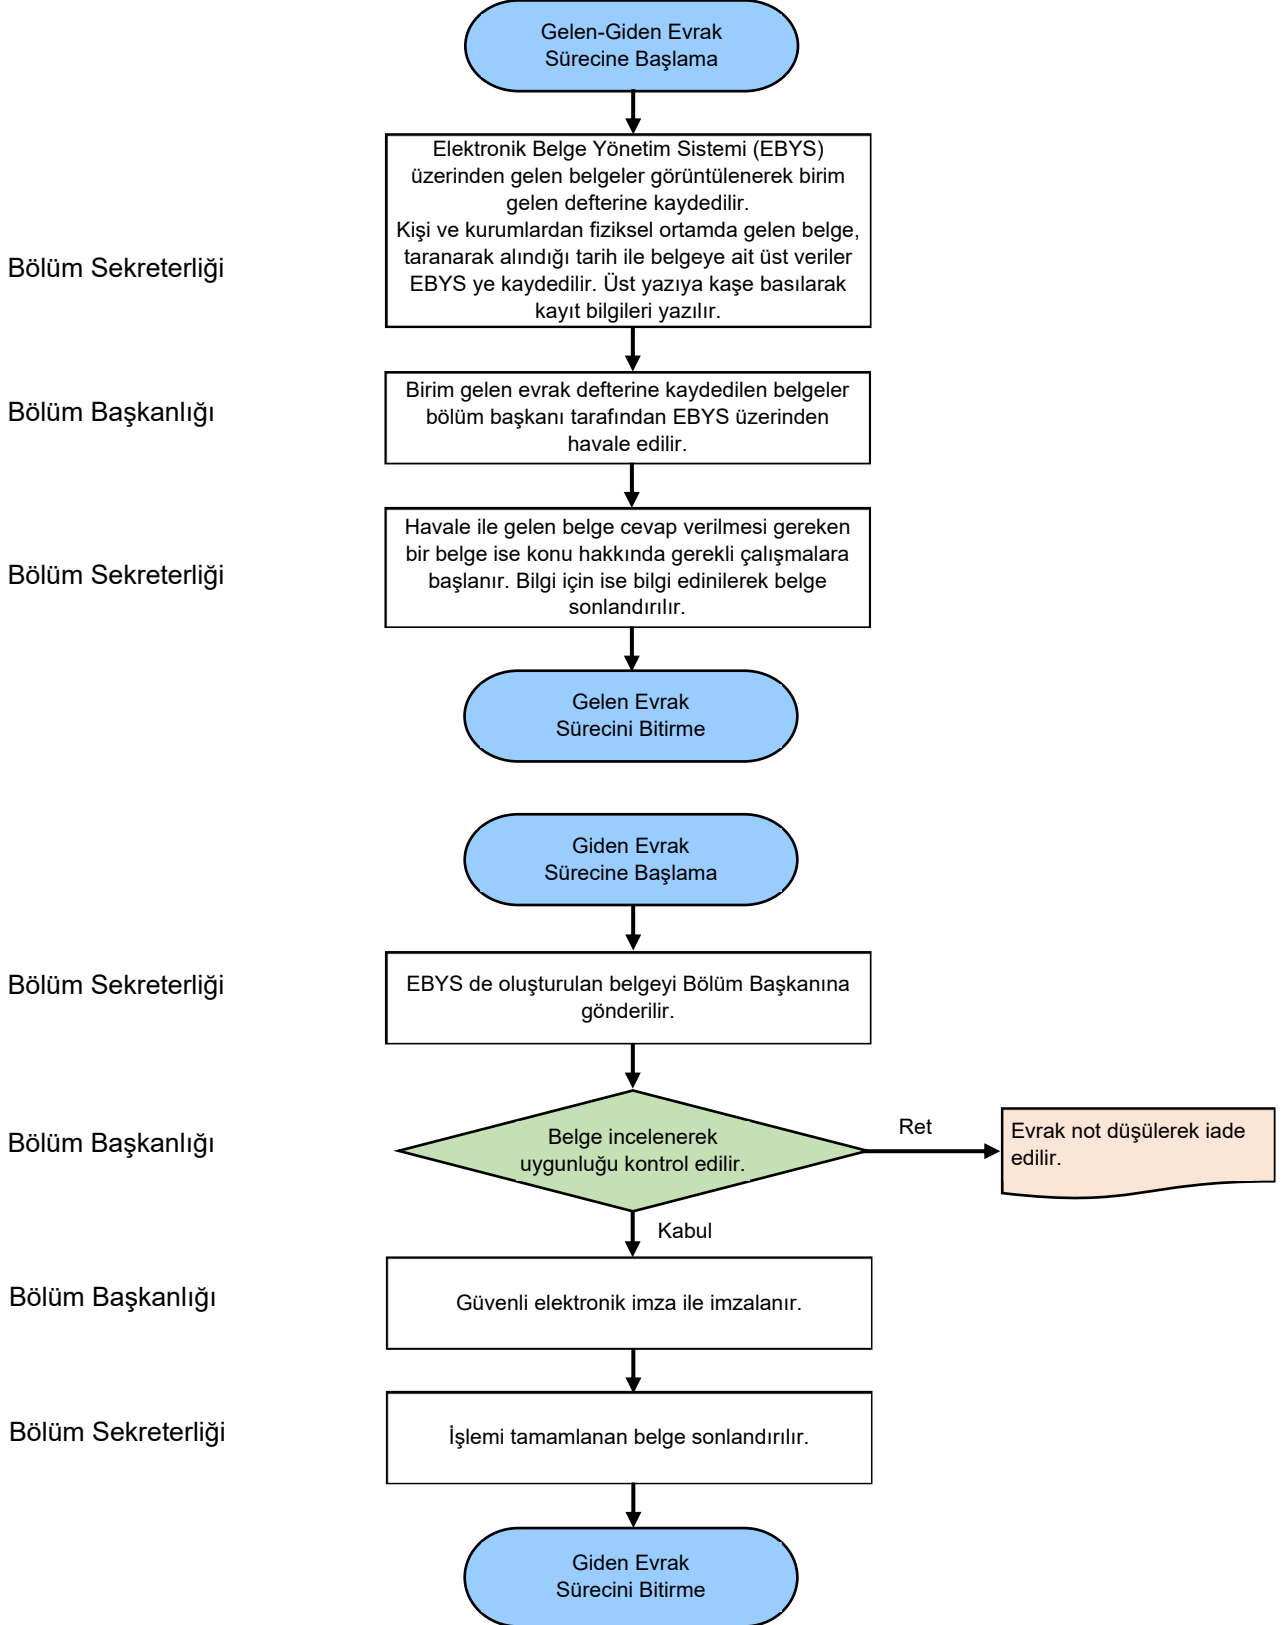 Gelen-Giden Evrak
Sürecine Başlama
Elektronik Belge Yönetim Sistemi (EBYS)
üzerinden gelen belgeler görüntülenerek birim
gelen defterine kaydedilir.
Kişi ve kurumlardan fiziksel ortamda gelen belge,
taranarak alındığı tarih ile belgeye ait üst veriler
EBYS ye kaydedilir. Üst yazıya kaşe basılarak
kayıt bilgileri yazılır.
Bölüm Sekreterliği
Bölüm Başkanlığı
Birim gelen evrak defterine kaydedilen belgeler
bölüm başkanı tarafından EBYS üzerinden
havale edilir.
Bölüm Sekreterliği
Havale ile gelen belge cevap verilmesi gereken
bir belge ise konu hakkında gerekli çalışmalara
başlanır. Bilgi için ise bilgi edinilerek belge
sonlandırılır.
Gelen Evrak
Sürecini Bitirme
Giden Evrak
Sürecine Başlama
Bölüm Sekreterliği
EBYS de oluşturulan belgeyi Bölüm Başkanına
gönderilir.
Bölüm Başkanlığı
Belge incelenerek
uygunluğu kontrol edilir.
Ret
Evrak not düşülerek iade
edilir.
Kabul
Bölüm Başkanlığı
Güvenli elektronik imza ile imzalanır.
Bölüm Sekreterliği
İşlemi tamamlanan belge sonlandırılır.
Giden Evrak
Sürecini Bitirme